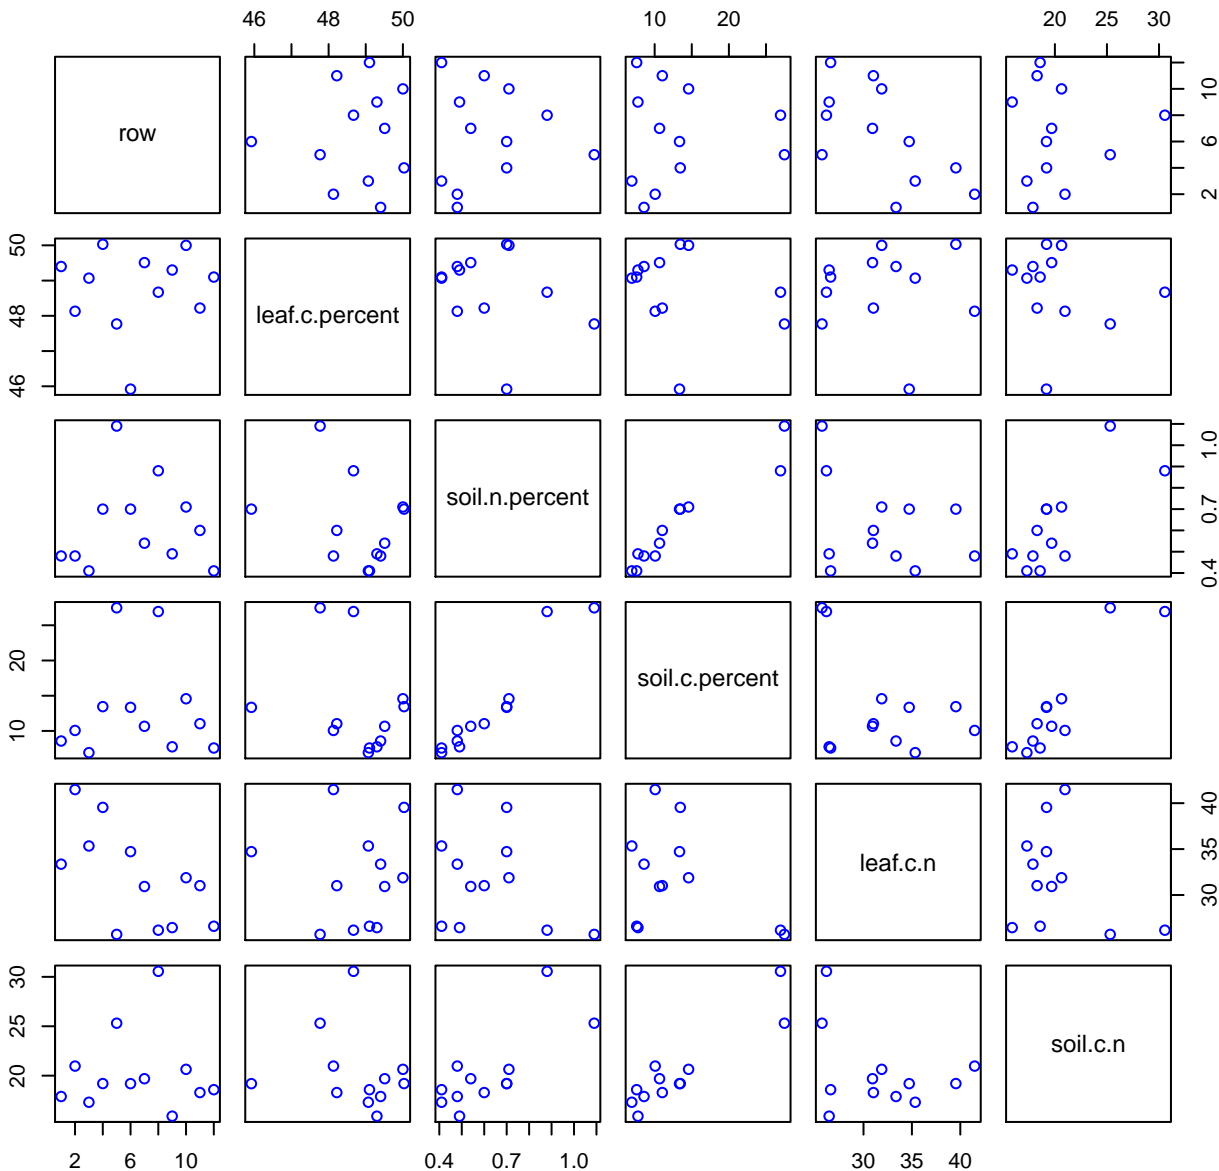 46 48 50 10 20 20 25 30
row 2 6 10
46 48 50 leaf.c.percent
soil.n.percent 0.4 0.7 1.0
10 20 soil.c.percent
leaf.c.n 30 35 40
20 25 30 soil.c.n
2 6 10 0.4 0.7 1.0 30 35 40